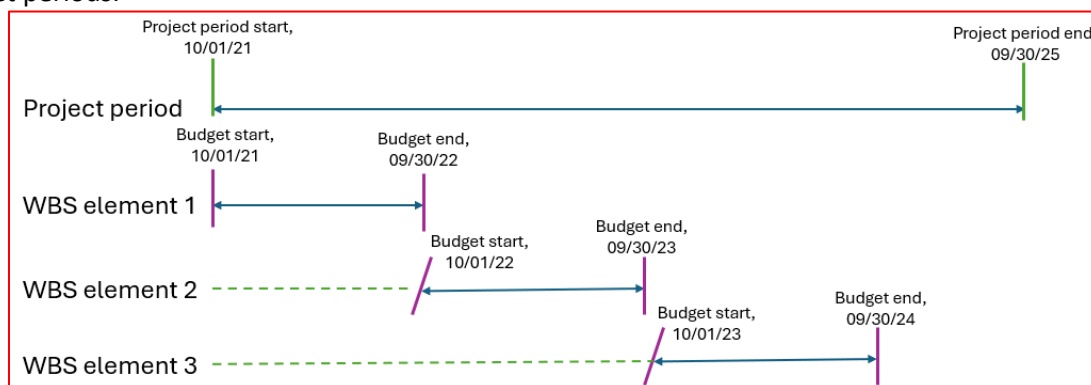 Project period start,
10/01/21
Project period end
09/30/25
Project period
Budget start,
10/01/21
Budget end,
09/30/22
WBS element 1
Budget start,
10/01/22
Budget end,
09/30/23
WBS element 2
Budget start,
10/01/23
Budget end,
09/30/24
WBS element 3